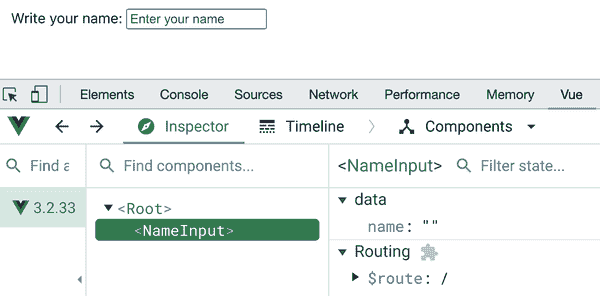 Write your name: Enter your name
Elements Console Sources Network Performance Memory Vue
Inspector Timeline Components
Find a Find components... <NameInput> Filter state...
3.2.33 <Root> data
<NameInput> name: ""
Routing
$route: /